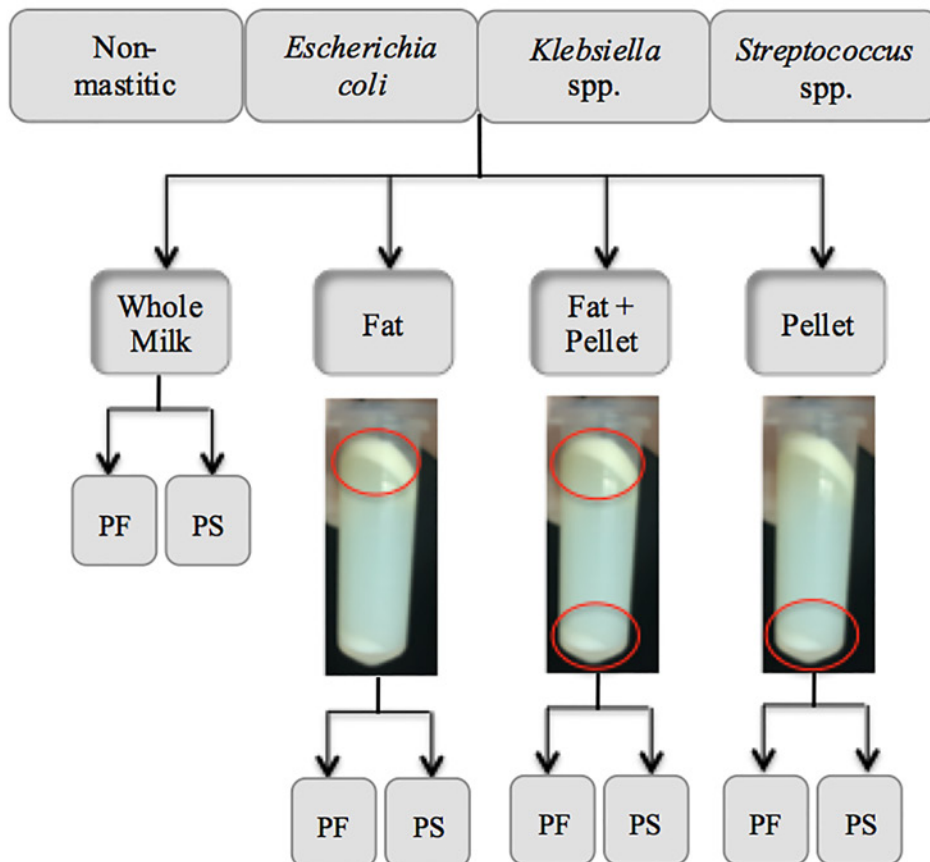 Non-
mastitic
Escherichia
coli
Klebsiella
spp.
Streptococcus
spp.
Whole
Milk
Fat
Fat +
Pellet
Pellet
PF
PS
PF
PS
PF
PS
PF
PS